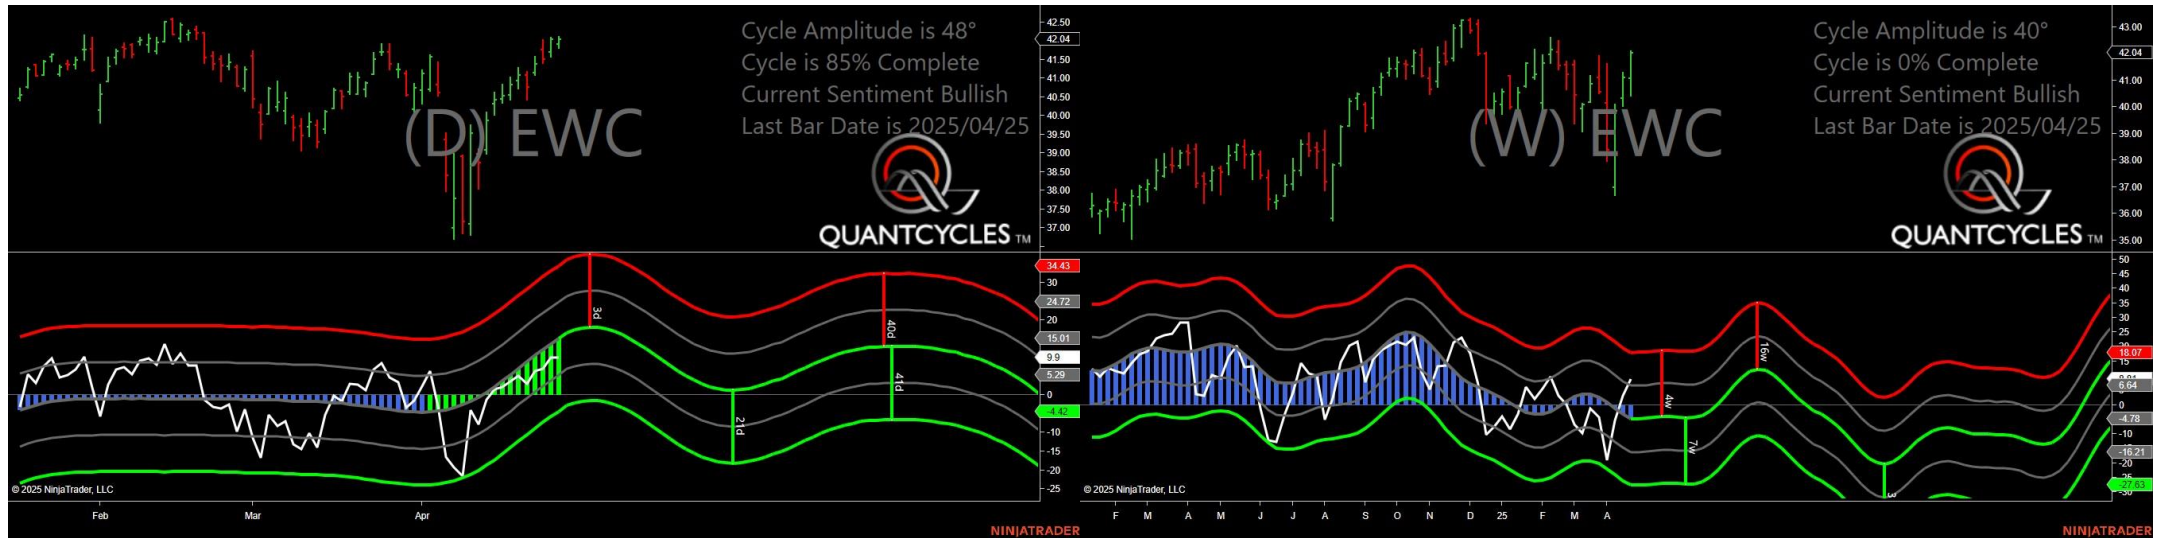 Cycle Amplitude is 48°
Cycle is 85% Complete
Current Sentiment Bullish
Last Bar Date is 2025/04/25
(D) EWC
QUANTCYCLES TM
42.50
42.04
41.50
41.00
40.50
40.00
39.50
39.00
38.50
38.00
37.50
37.00
34.43
30
24.72
20
15.01
9.9
5.29
0
-4.42
-10
-15
-20
-25
3d
21d
40d
41d
© 2025 NinjaTrader, LLC
Feb Mar Apr
NINJATRADER
Cycle Amplitude is 40°
Cycle is 0% Complete
Current Sentiment Bullish
Last Bar Date is 2025/04/25
(W) EWC
QUANTCYCLES TM
43.00
42.04
41.00
40.00
39.00
38.00
37.00
36.00
35.00
50
45
40
35
30
25
20
18.07
15
6.64
0
-4.78
-10
-16.21
-20
-25
-27.63
-30
4w
7w
16w
3
© 2025 NinjaTrader, LLC
F M A M J J A S O N D 25 F M A
NINJATRADER